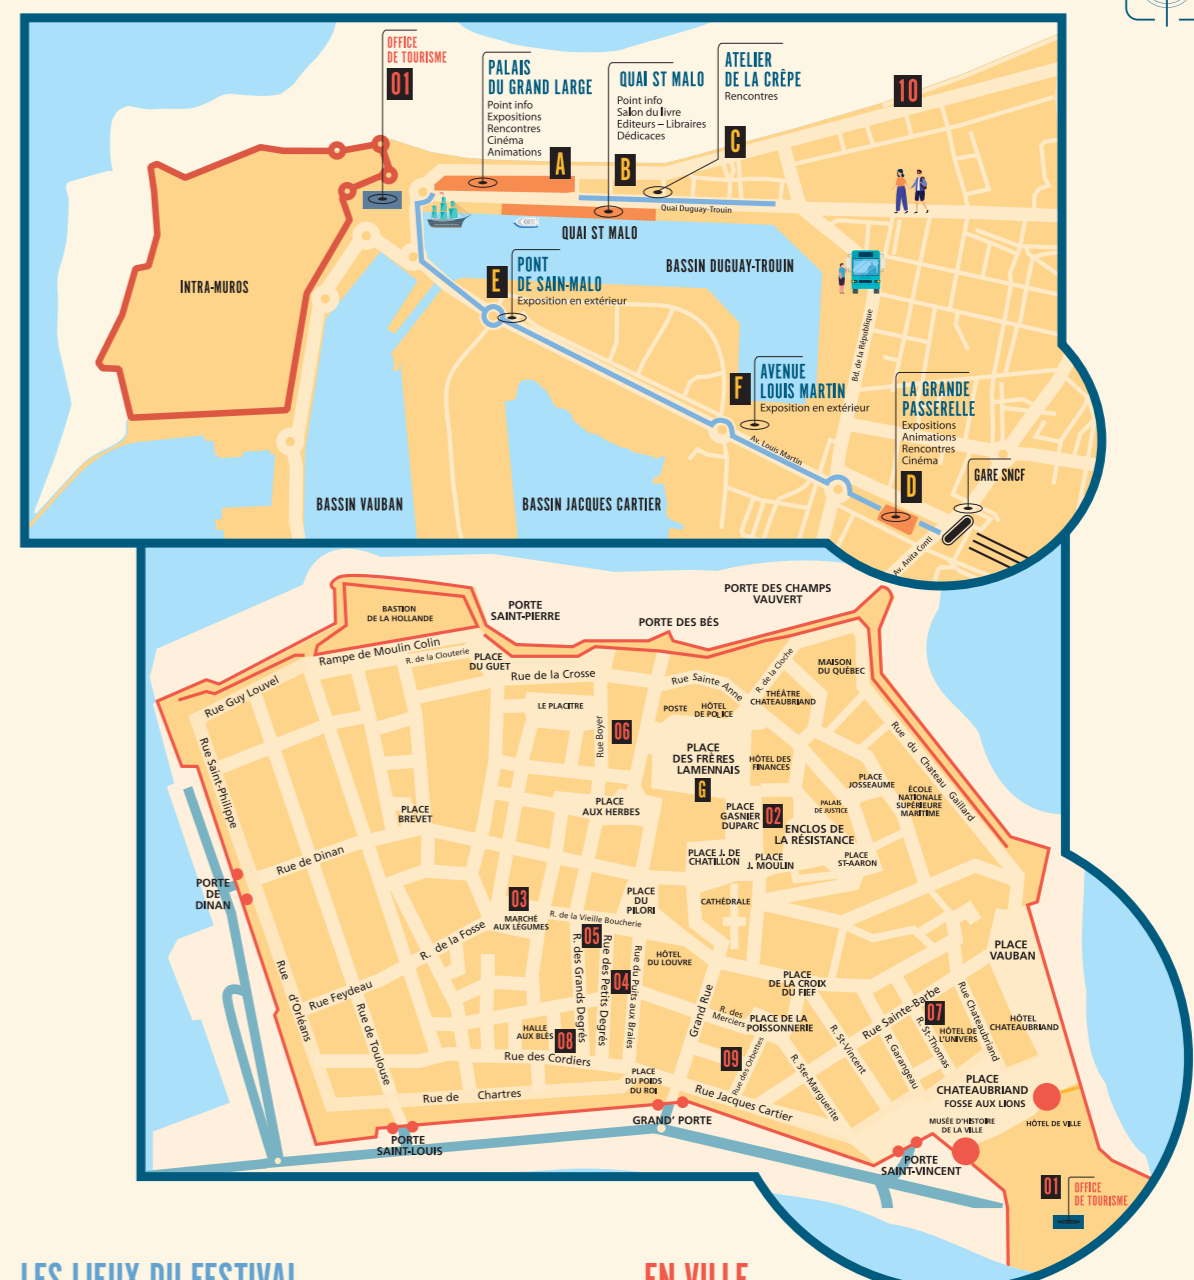 OFFICE
DE TOURISME
01
PALAIS
DU GRAND LARGE
Point info
Expositions
Rencontres
Cinéma
Animations
A
QUAI ST MALO
Point info
Salon du livre
Editeurs – Libraires
Dédicaces
B
ATELIER
DE LA CRÊPE
Rencontres
C
10
Quai Duguay-Trouin
QUAI ST MALO
BASSIN DUGUAY-TROUIN
INTRA-MUROS
E
PONT
DE SAIN-MALO
Exposition en extérieur
Bd. de la République
F
AVENUE
LOUIS MARTIN
Exposition en extérieur
Av. Louis Martin
LA GRANDE
PASSERELLE
Expositions
Animations
Rencontres
Cinéma
D
GARE SNCF
Av. Anita Conti
BASSIN VAUBAN
BASSIN JACQUES CARTIER
BASTION
DE LA HOLLANDE
PORTE
SAINT-PIERRE
PORTE DES BÉS
PORTE DES CHAMPS
VAUVERT
Rampe de Moulin Colin
R. de la Clouterie
PLACE
DU GUET
Rue de la Crosse
Rue Guy Louvel
Rue Sainte Anne
R. de la Cloche
MAISON
DU QUÉBEC
THÉÂTRE
CHATEAUBRIAND
LE PLACITRE
POSTE
HÔTEL
DE POLICE
Rue Boyer
06
Rue Saint-Philippe
PLACE
DES FRÈRES
LAMENNAIS
G
HÔTEL DES
FINANCES
Rue du Chateau Gaillard
PLACE
JOSSEAUME
ÉCOLE
NATIONALE
SUPÉRIEURE
MARITIME
PLACE
BREVET
PLACE
AUX HERBES
PLACE
GASNIER
DUPARC
02
PALAIS
DE JUSTICE
ENCLOS DE
LA RÉSISTANCE
Rue de Dinan
PLACE J. DE
CHATILLON
PLACE
J. MOULIN
PLACE
ST-AARON
PORTE
DE
DINAN
03
MARCHÉ
AUX LÉGUMES
PLACE
DU
PILORI
CATHÉDRALE
R. de la Vieille Boucherie
05
R. de la Fosse
R. des Grands Degrés
Rue des Petits Degrés
04
Rue du Puits aux Braies
HÔTEL
DU LOUVRE
PLACE
VAUBAN
Rue d'Orléans
Rue Feydeau
Rue de Toulouse
Grand Rue
PLACE
DE LA CROIX
DU FIEF
R. des
Merciers
PLACE DE LA
POISSONNERIE
Rue Sainte-Barbe
07
Rue Chateaubriand
HÔTEL
CHATEAUBRIAND
HÔTEL DE
L'UNIVERS
R. St-Thomas
R. Garangeau
R. St-Vincent
HALLE
AUX BLÉS
08
Rue des Cordiers
09
Rue des Orbettes
R. Ste-Marguerite
PLACE
DU POIDS
DU ROI
Rue de Chartres
Rue Jacques Cartier
PLACE
CHATEAUBRIAND
FOSSE AUX LIONS
HÔTEL DE VILLE
MUSÉE D'HISTOIRE
DE LA VILLE
GRAND' PORTE
PORTE
SAINT-LOUIS
PORTE
SAINT-VINCENT
01
OFFICE
DE TOURISME
LES LIEUX DU FESTIVAL
EN VILLE